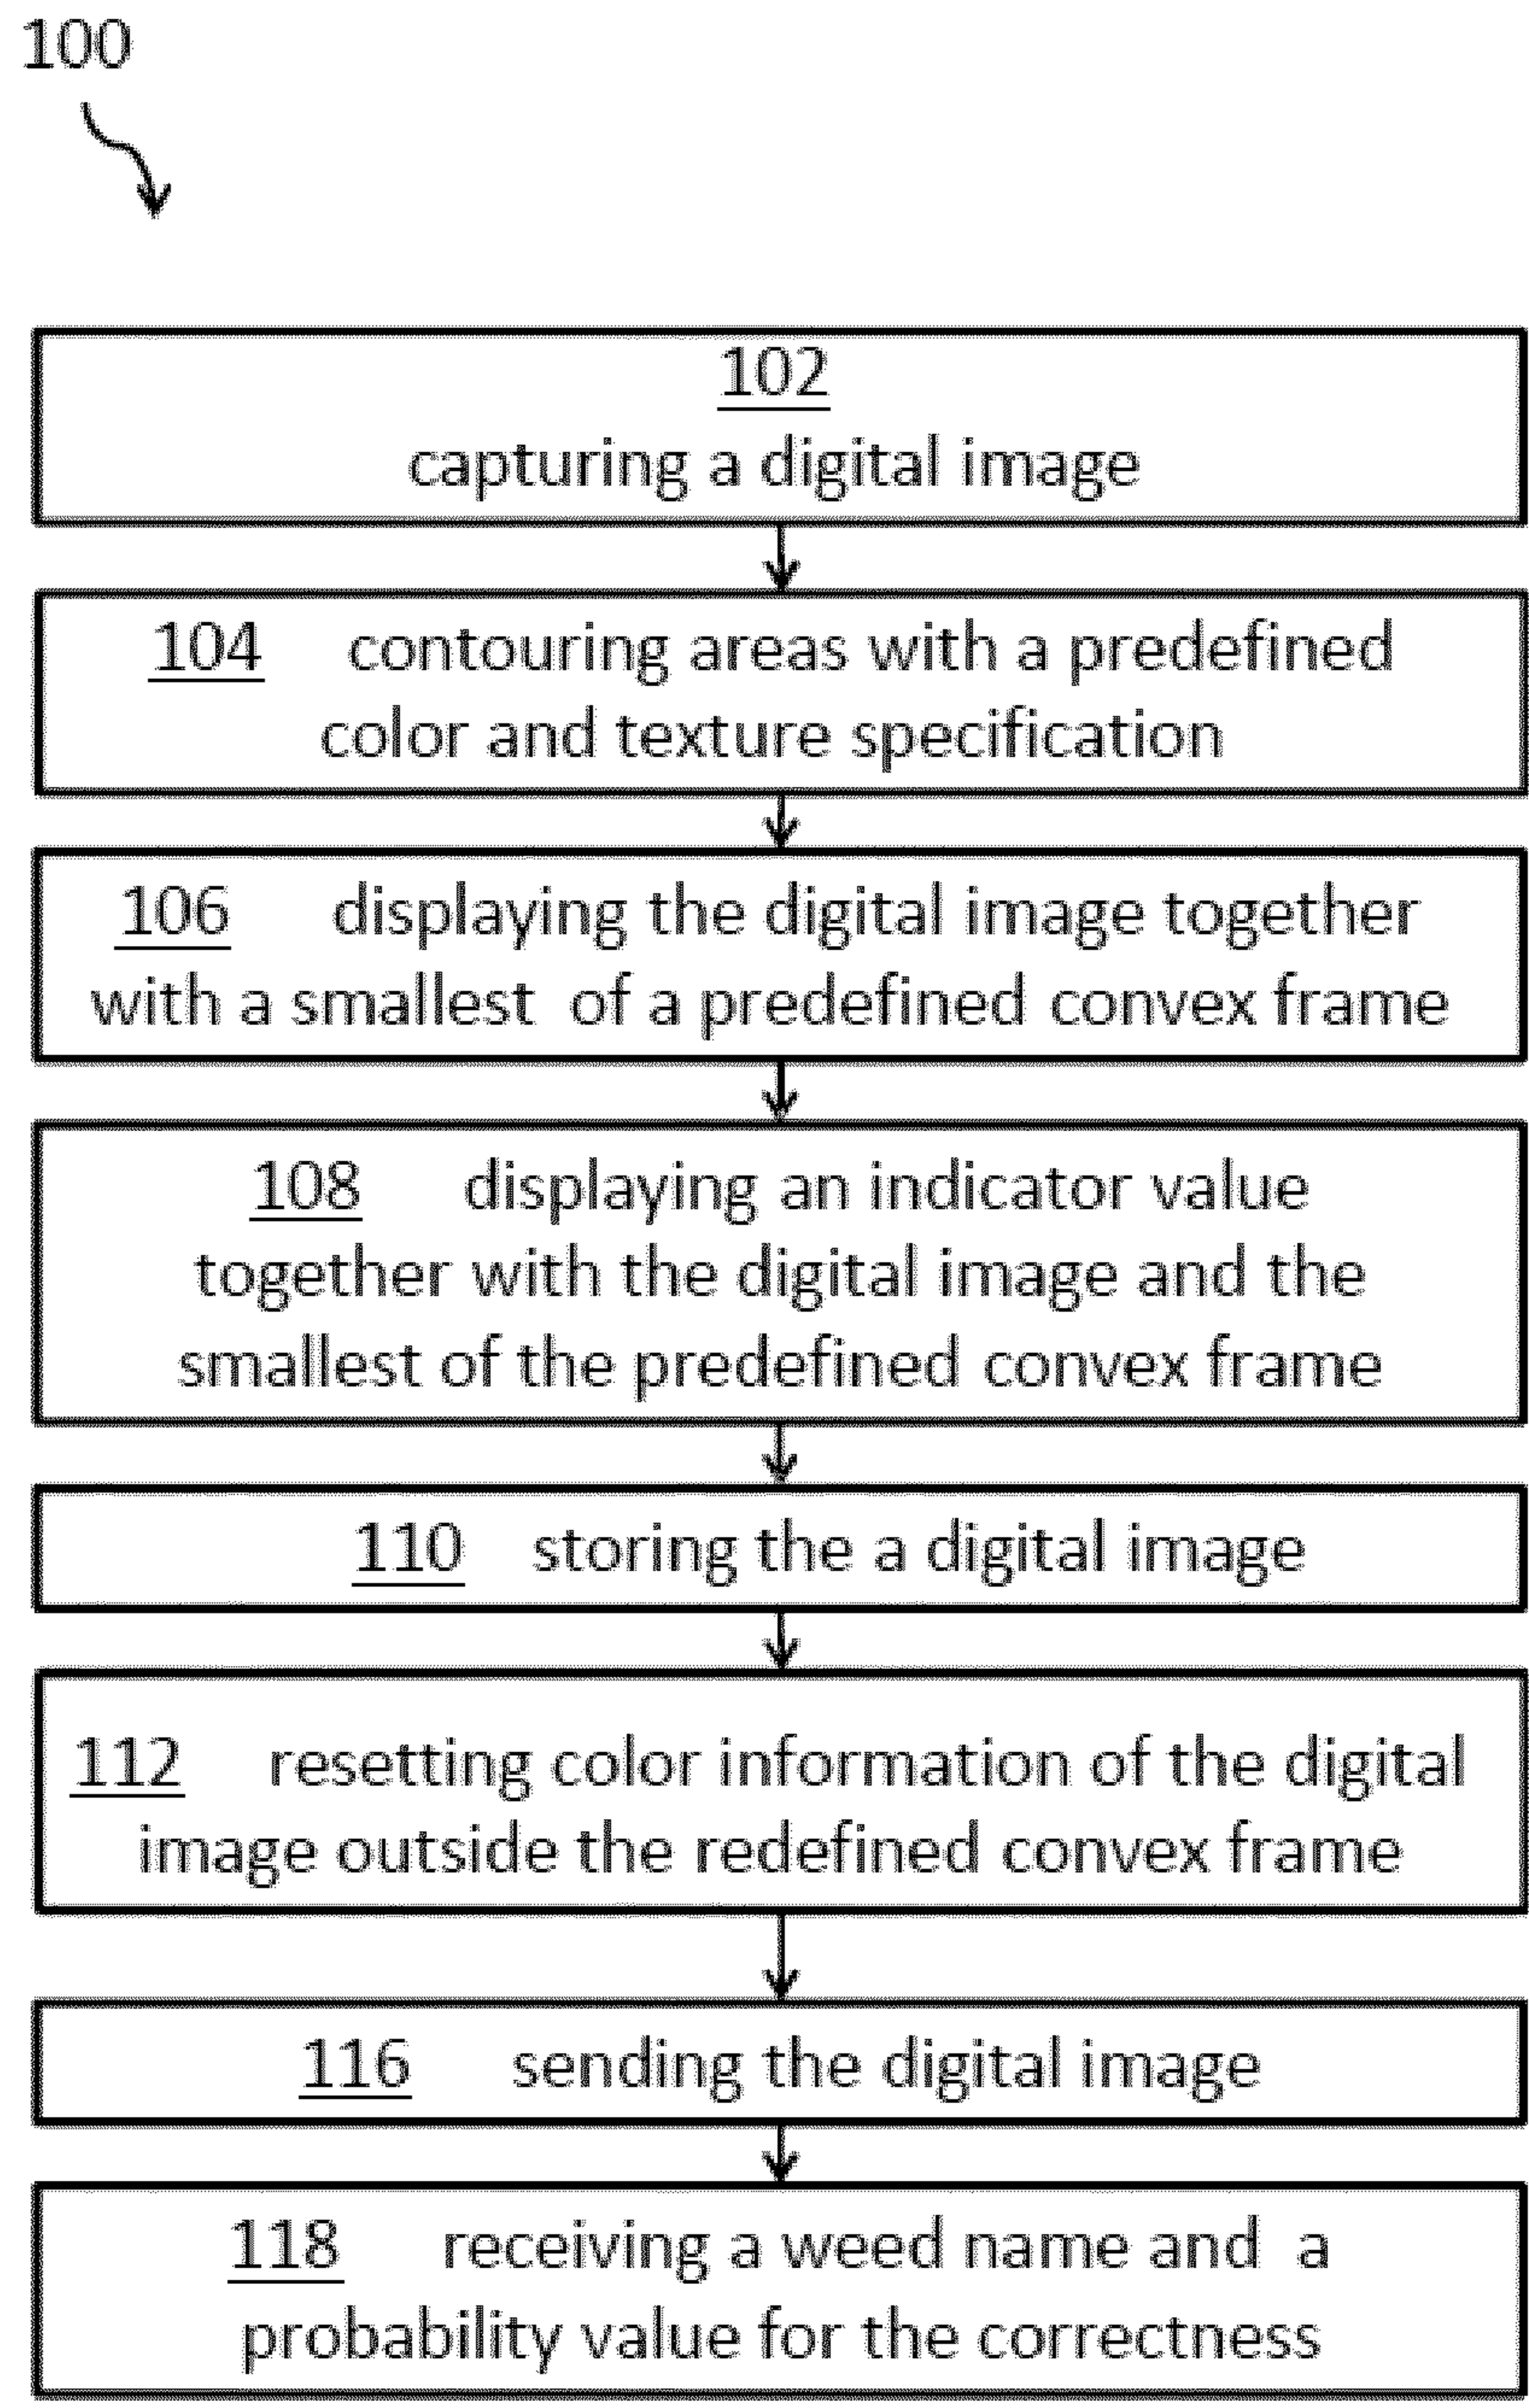 100
102
capturing a digital image
104 contouring areas with a predefined
color and texture specification
106 displaying the digital image together
with a smallest of a predefined convex frame
108 displaying an indicator value
together with the digital image and the
smallest of the predefined convex frame
110 storing the a digital image
112 resetting color information of the digital
image outside the redefined convex frame
116 sending the digital image
118 receiving a weed name and a
probability value for the correctness